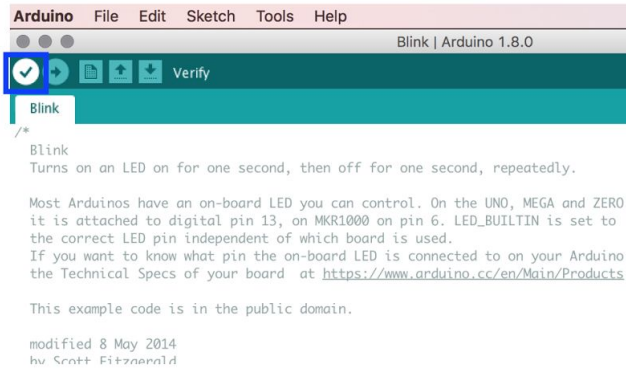 Arduino File Edit Sketch Tools Help
Blink | Arduino 1.8.0
Verify
Blink
/*
Blink
Turns on an LED on for one second, then off for one second, repeatedly.
Most Arduinos have an on-board LED you can control. On the UNO, MEGA and ZERO
it is attached to digital pin 13, on MKR1000 on pin 6. LED_BUILTIN is set to
the correct LED pin independent of which board is used.
If you want to know what pin the on-board LED is connected to on your Arduino
the Technical Specs of your board at https://www.arduino.cc/en/Main/Products
This example code is in the public domain.
modified 8 May 2014
by Scott Fitzgerald